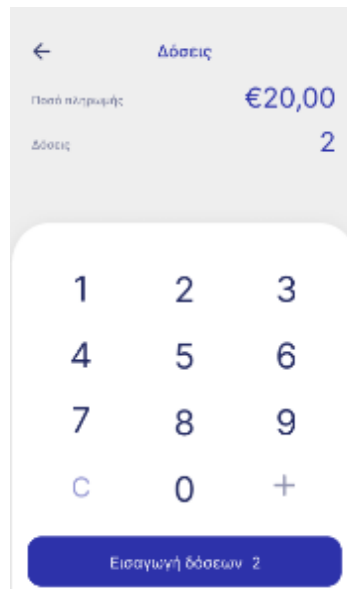 Δόσεις
Ποσό πληρωμής €20,00
Δόσεις 2
1 2 3
4 5 6
7 8 9
C 0 +
Εισαγωγή δόσεων 2